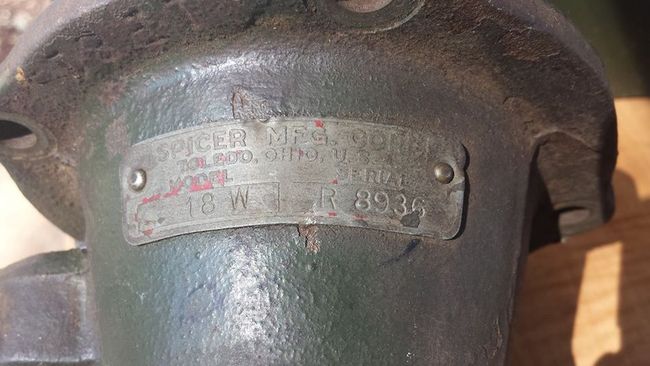 SPICER MFG. CORP.
TOLEDO, OHIO, U.S.A.
MODEL SERIAL
18 W R 8936